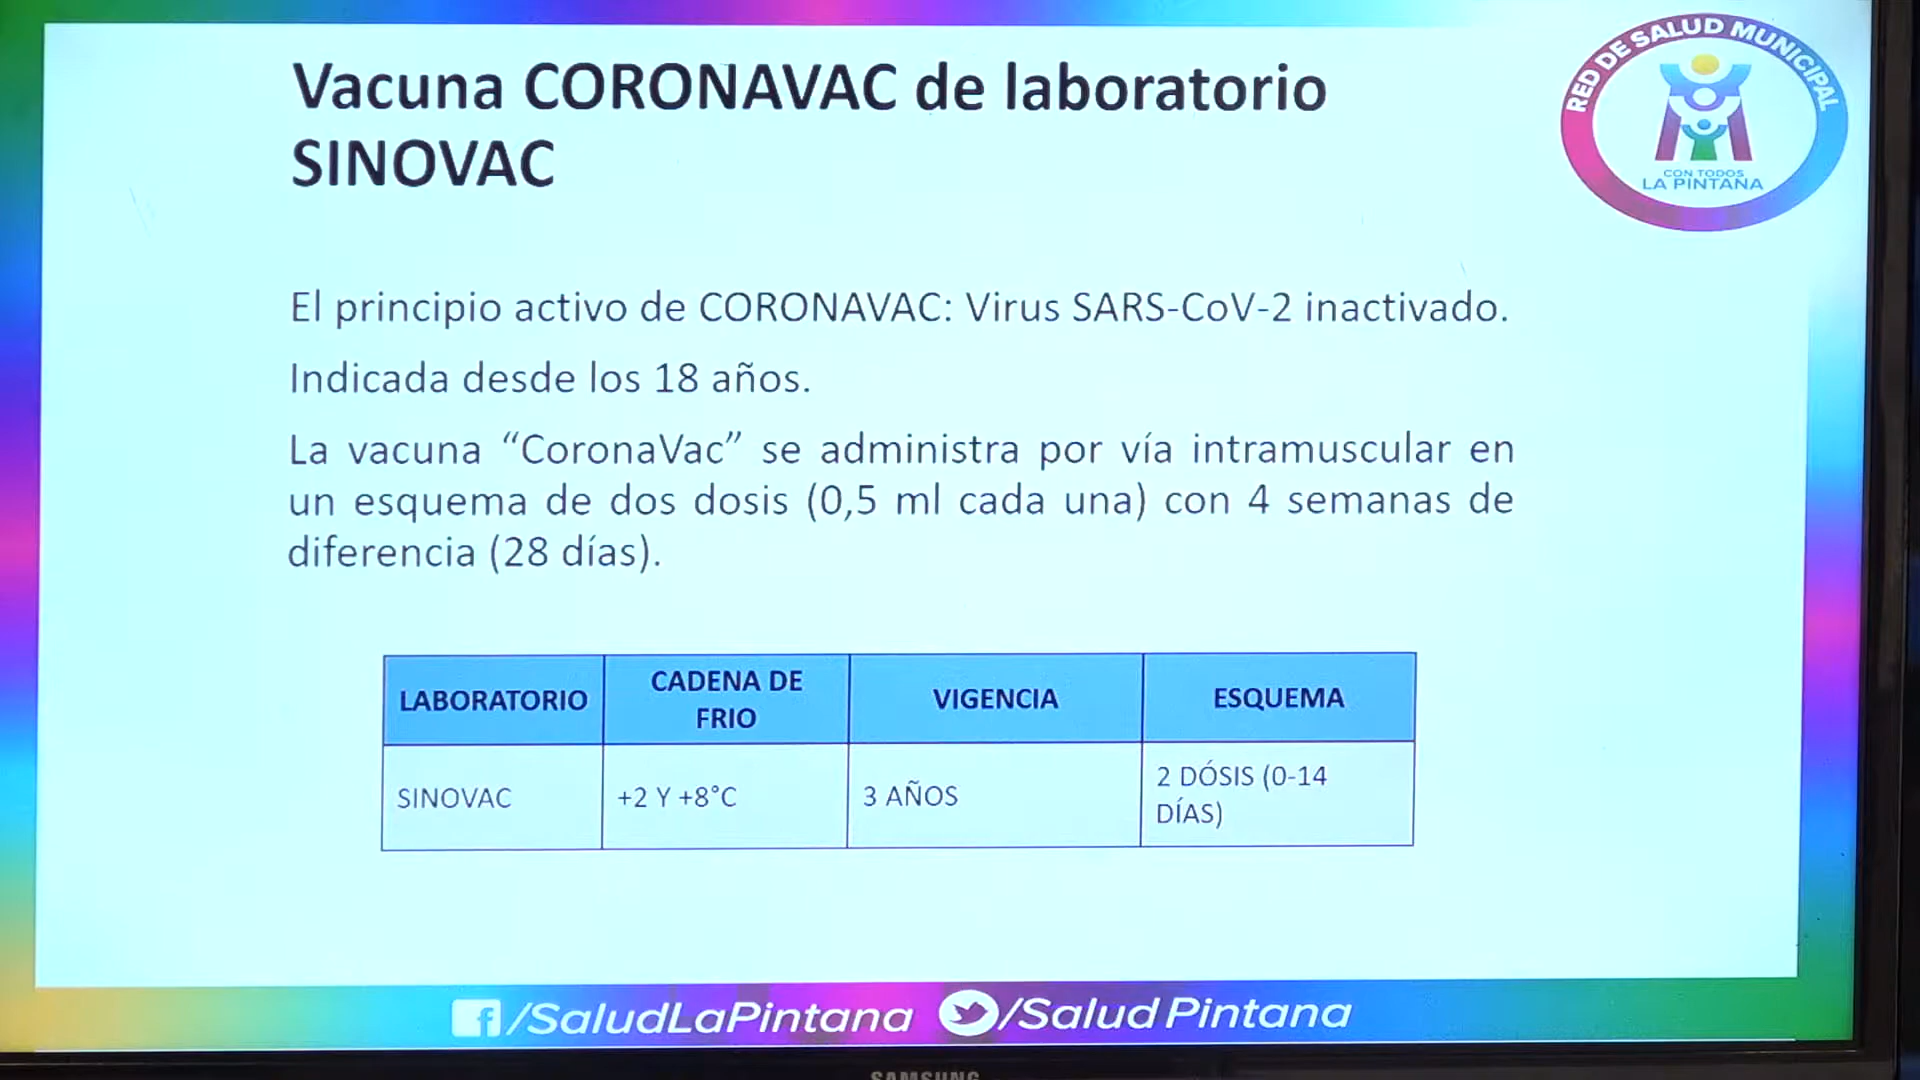 Vacuna CORONAVAC de laboratorio
SINOVAC
RED DE SALUD MUNICIPAL
CON TODOS
LA PINTANA
El principio activo de CORONAVAC: Virus SARS-CoV-2 inactivado.
Indicada desde los 18 años.
La vacuna “CoronaVac” se administra por vía intramuscular en
un esquema de dos dosis (0,5 ml cada una) con 4 semanas de
diferencia (28 días).
LABORATORIO
CADENA DE
FRIO
VIGENCIA
ESQUEMA
SINOVAC
+2 Y +8°C
3 AÑOS
2 DÓSIS (0-14
DÍAS)
/SaludLaPintana
/Salud Pintana
SAMSUNG